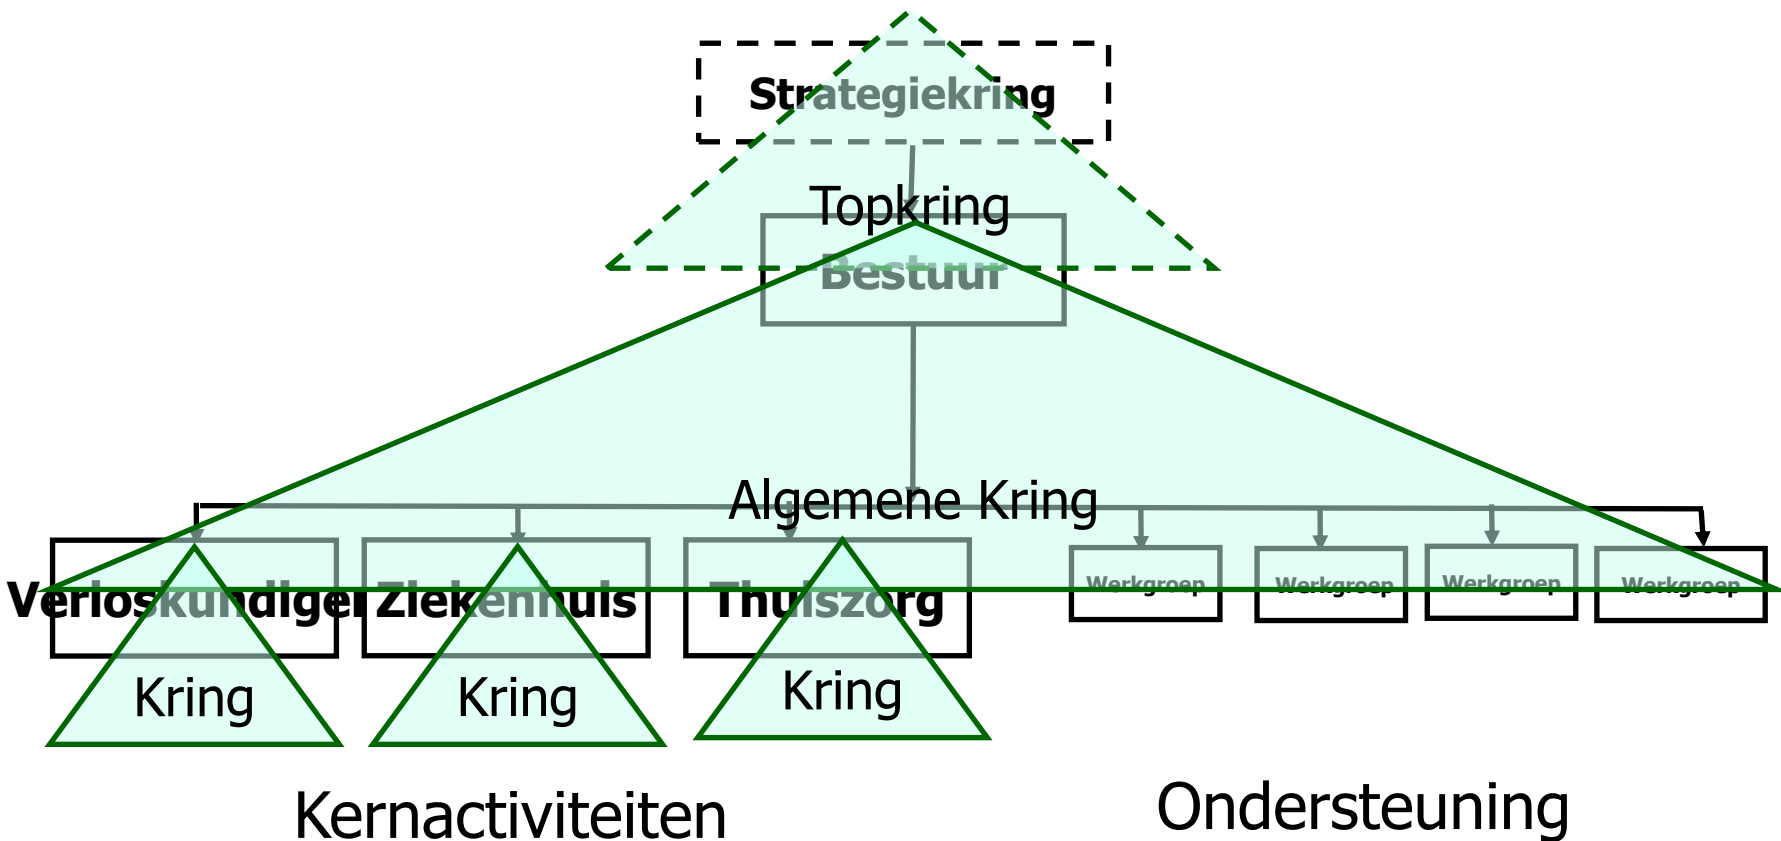 Strategiekring
Topkring
Bestuur
Algemene Kring
Verloskundigen Ziekenhuis Thuiszorg Werkgroep Werkgroep Werkgroep Werkgroep
Kring Kring Kring
Kernactiviteiten Ondersteuning